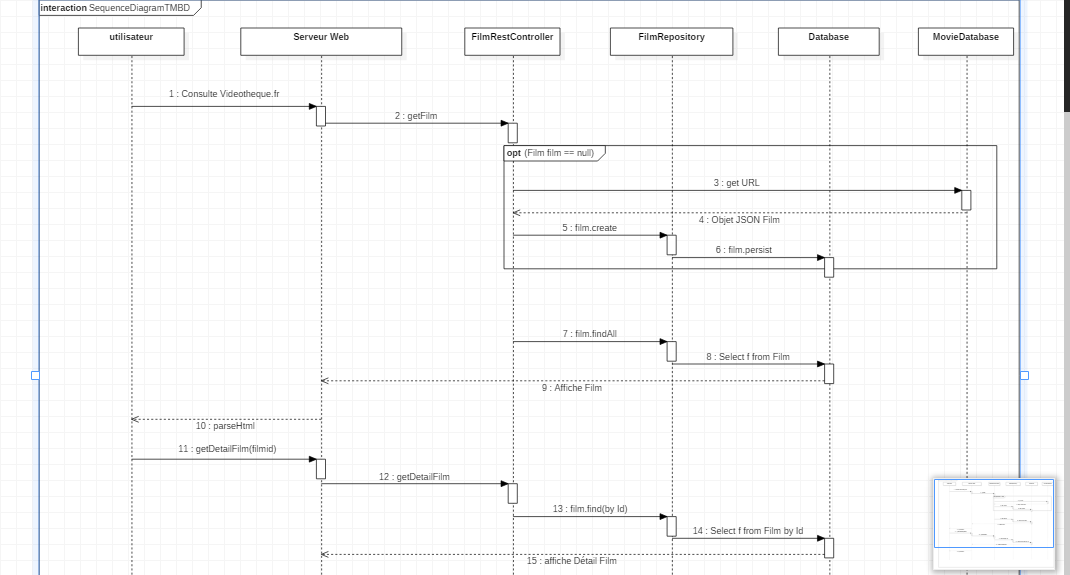 interaction SequenceDiagramTMBD
utilisateur
Serveur Web
FilmRestController
FilmRepository
Database
MovieDatabase
1 : Consulte Videotheque.fr
2 : getFilm
opt (Film film == null)
3 : get URL
4 : Objet JSON Film
5 : film.create
6 : film.persist
7 : film.findAll
8 : Select f from Film
9 : Affiche Film
10 : parseHtml
11 : getDetailFilm(filmid)
12 : getDetailFilm
13 : film.find(by Id)
14 : Select f from Film by Id
15 : affiche Détail Film